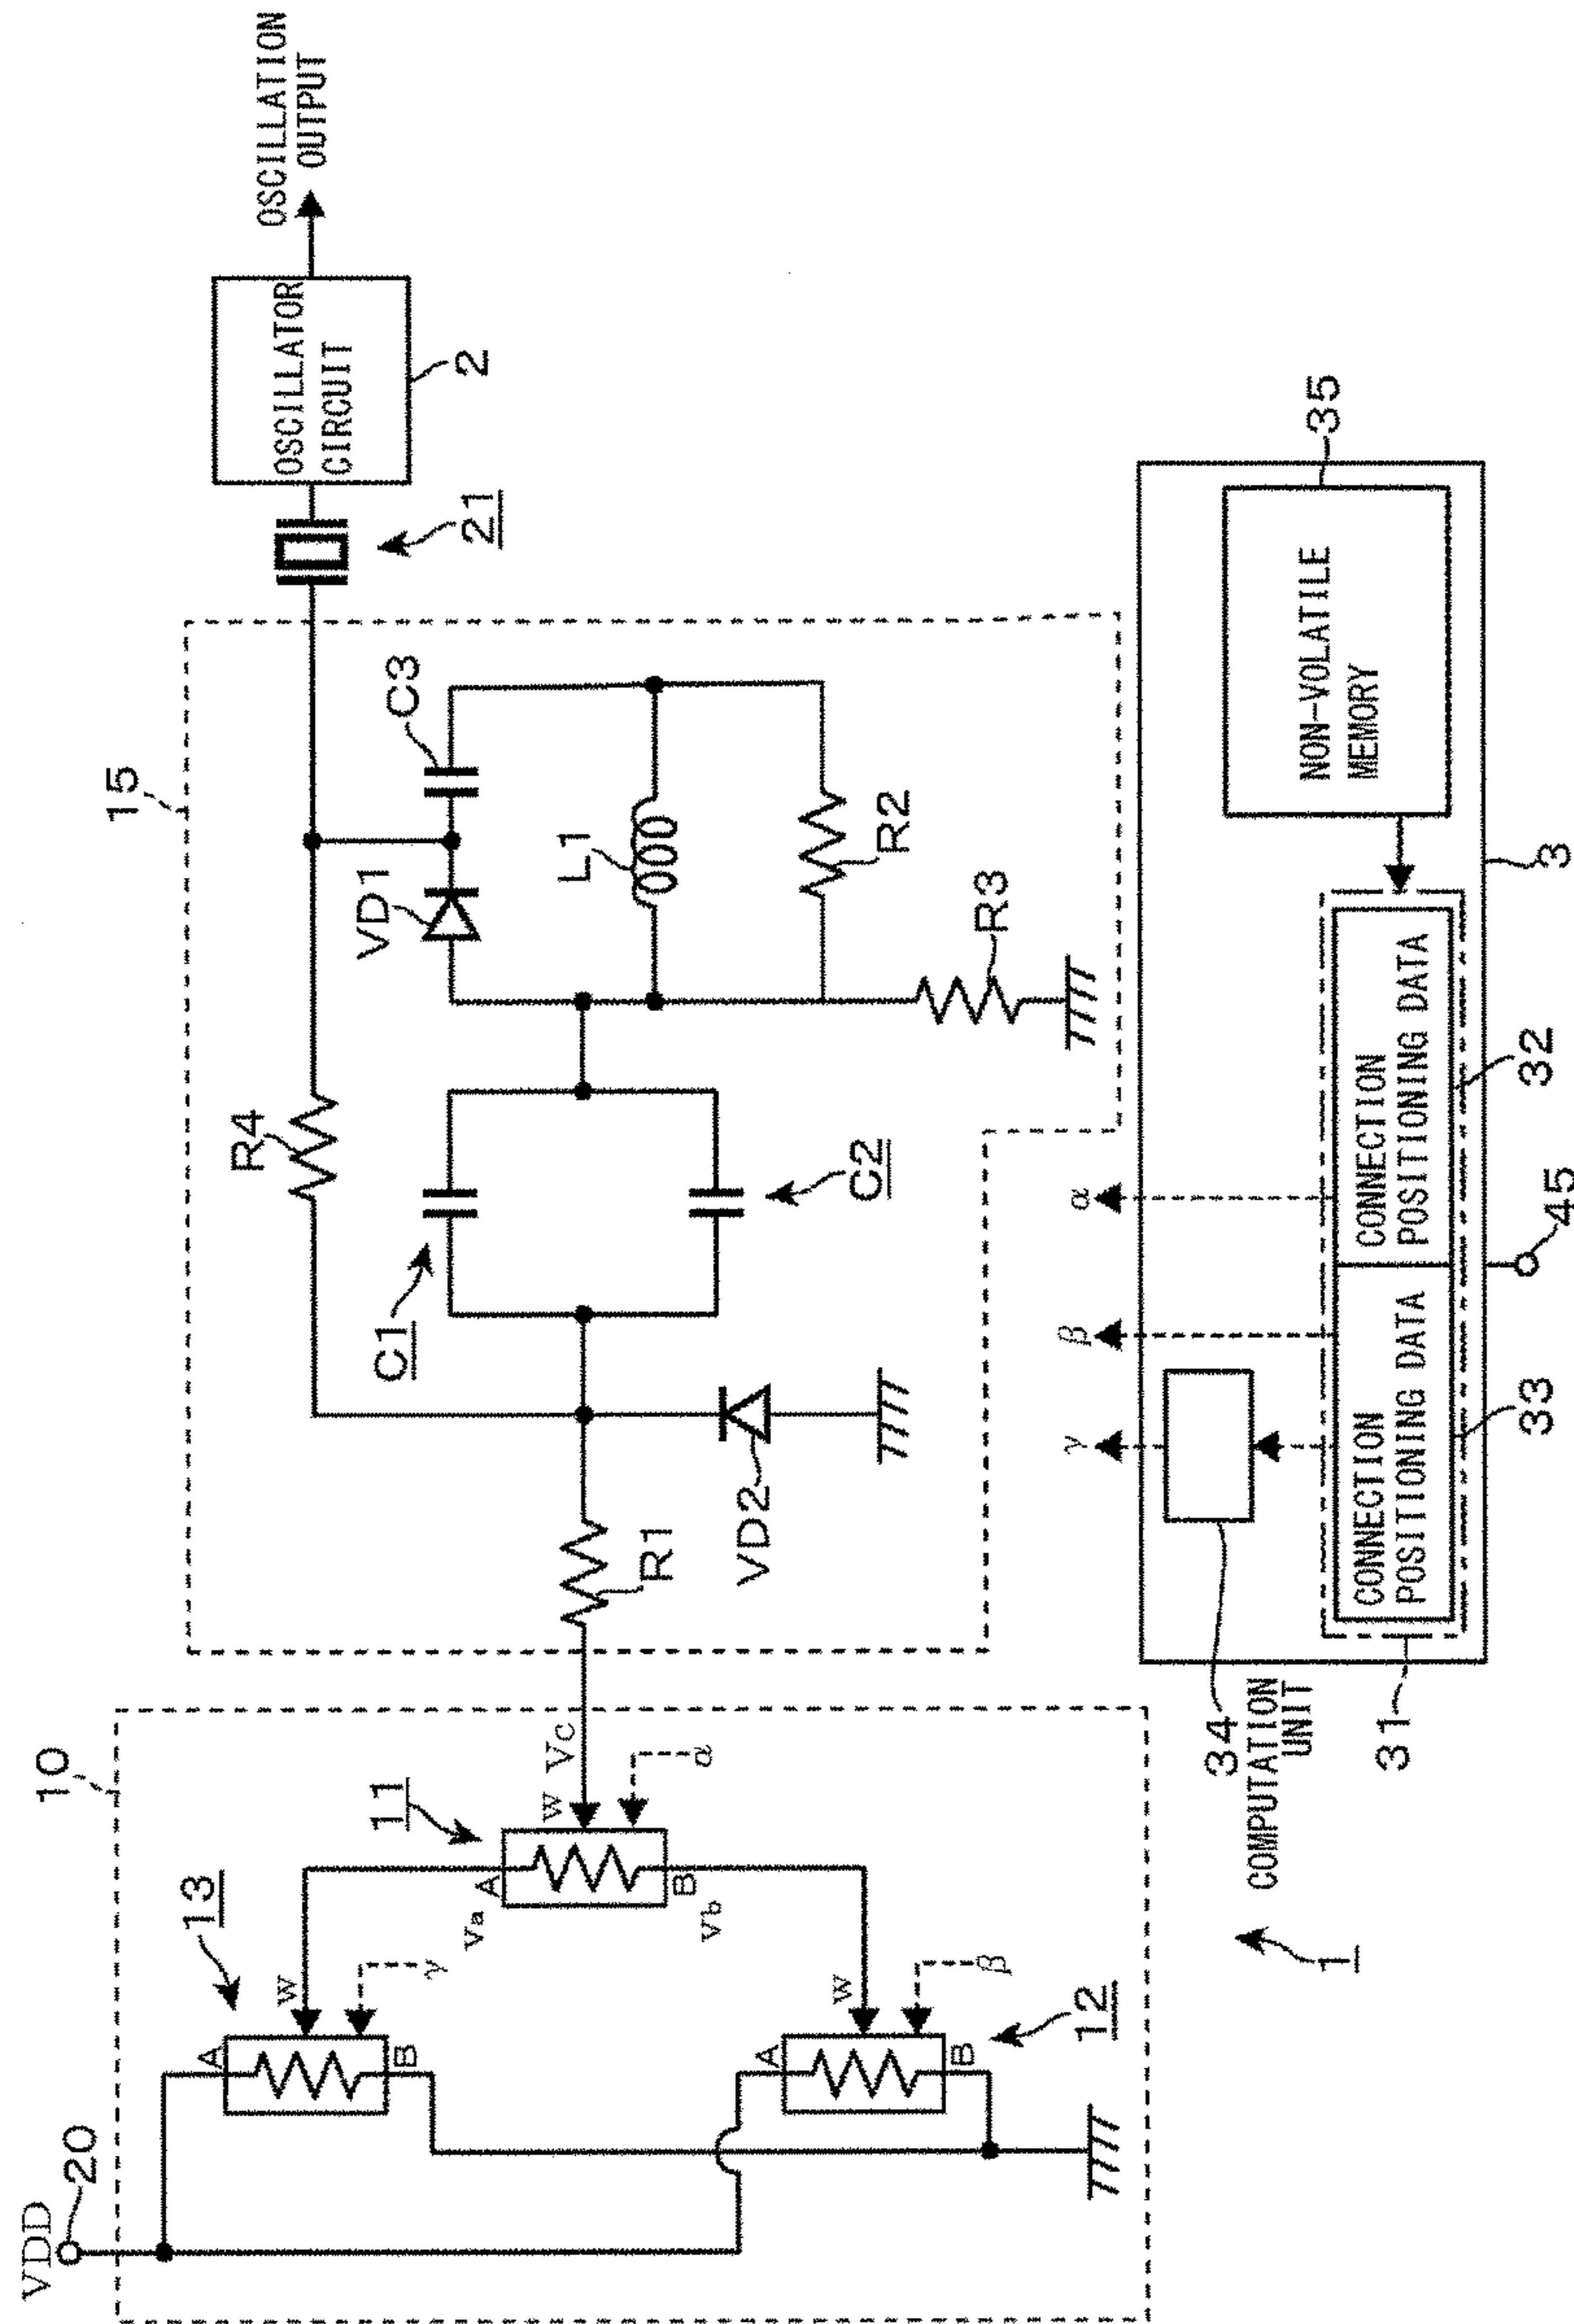 VDD
20
10
13
A
B
w
γ
12
A
B
w
β
11
A
B
Va
Vb
w
Vc
α
15
R1
VD2
R4
C1
C2
VD1
C3
L1
R2
R3
21
OSCILLATOR
CIRCUIT
2
OSCILLATION
OUTPUT
1
COMPUTATION
UNIT
34
31
γ
β
α
CONNECTION
POSITIONING DATA
33
CONNECTION
POSITIONING DATA
32
45
NON-VOLATILE
MEMORY
35
3